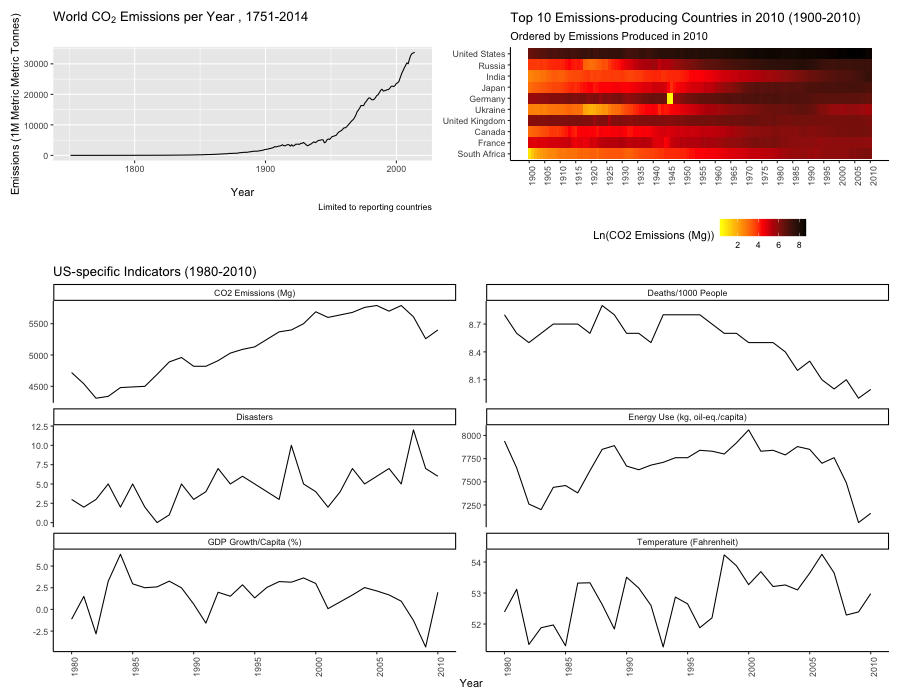 World CO2 Emissions per Year , 1751-2014
Emissions (1M Metric Metric Tonnes)
30000
20000
10000
0
1800 1900 2000
Year
Limited to reporting countries
Top 10 Emissions-producing Countries in 2010 (1900-2010)
Ordered by Emissions Produced in 2010
United States
Russia
India
Japan
Germany
Ukraine
United Kingdom
Canada
France
South Africa
1900 1905 1910 1915 1920 1925 1930 1935 1940 1945 1950 1955 1960 1965 1970 1975 1980 1985 1990 1995 2000 2005 2010
Ln(CO2 Emissions (Mg))
2 4 6 8
US-specific Indicators (1980-2010)
CO2 Emissions (Mg)
5500
5000
4500
Deaths/1000 People
8.7
8.4
8.1
Disasters
12.5
10.0
7.5
5.0
2.5
0.0
Energy Use (kg, oil-eq./capita)
8000
7750
7500
7250
GDP Growth/Capita (%)
5.0
2.5
0.0
-2.5
1980 1985 1990 1995 2000 2005 2010
Temperature (Fahrenheit)
54
53
52
1980 1985 1990 1995 2000 2005 2010
Year